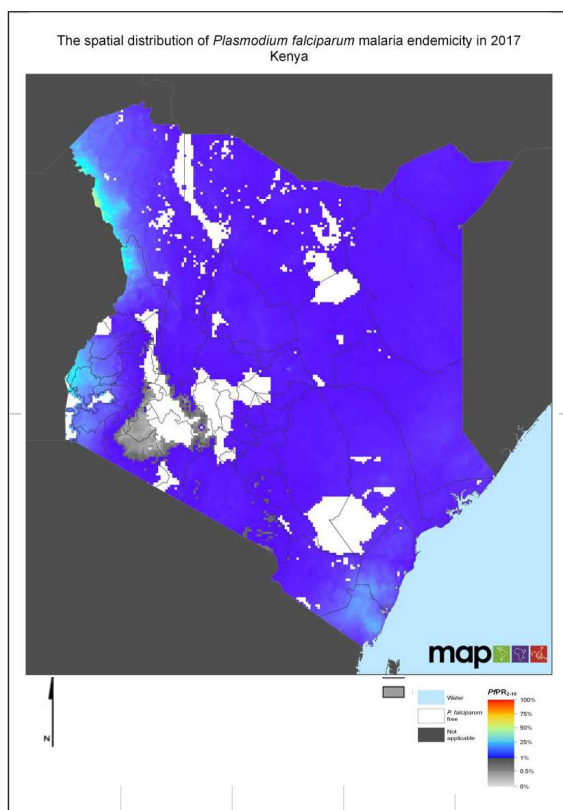 The spatial distribution of Plasmodium falciparum malaria endemicity in 2017
Kenya
map
Water
P. falciparum
free
Not
applicable
PfPR2-10
100%
75%
50%
25%
1%
0.5%
0%
N